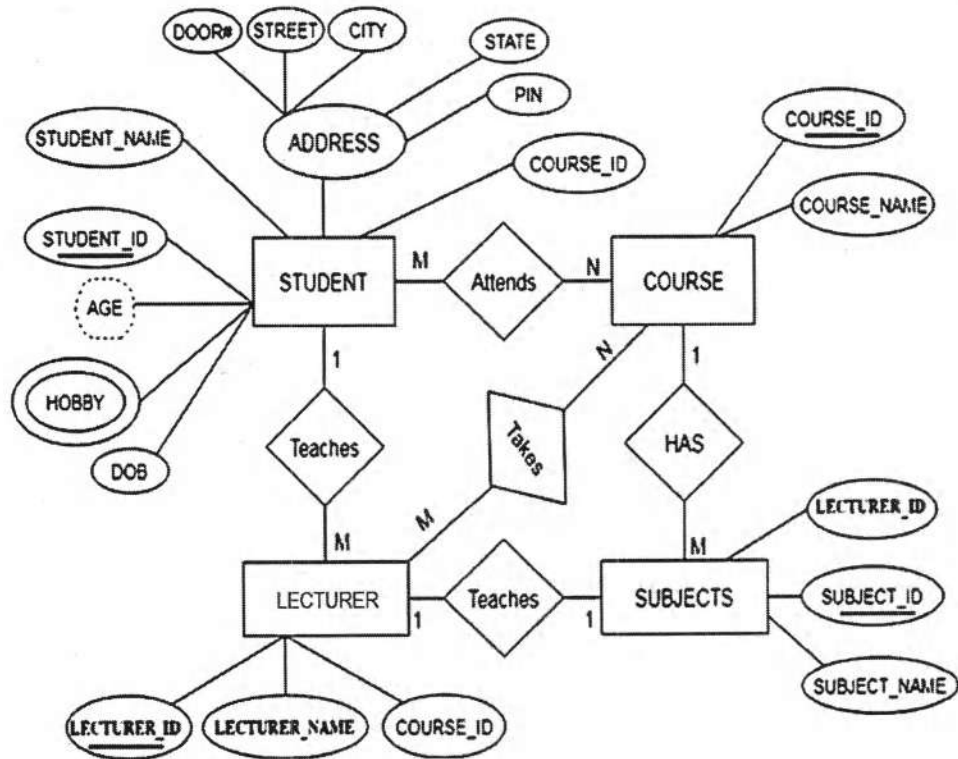 DOOR#
STREET
CITY
STATE
PIN
ADDRESS
STUDENT_NAME
COURSE_ID
COURSE_ID
COURSE_NAME
STUDENT_ID
AGE
HOBBY
DOB
STUDENT
M
Attends
N
COURSE
1
N
1
Teaches
Takes
HAS
M
M
M
LECTURER_ID
LECTURER
1
Teaches
1
SUBJECTS
SUBJECT_ID
SUBJECT_NAME
LECTURER_ID
LECTURER_NAME
COURSE_ID